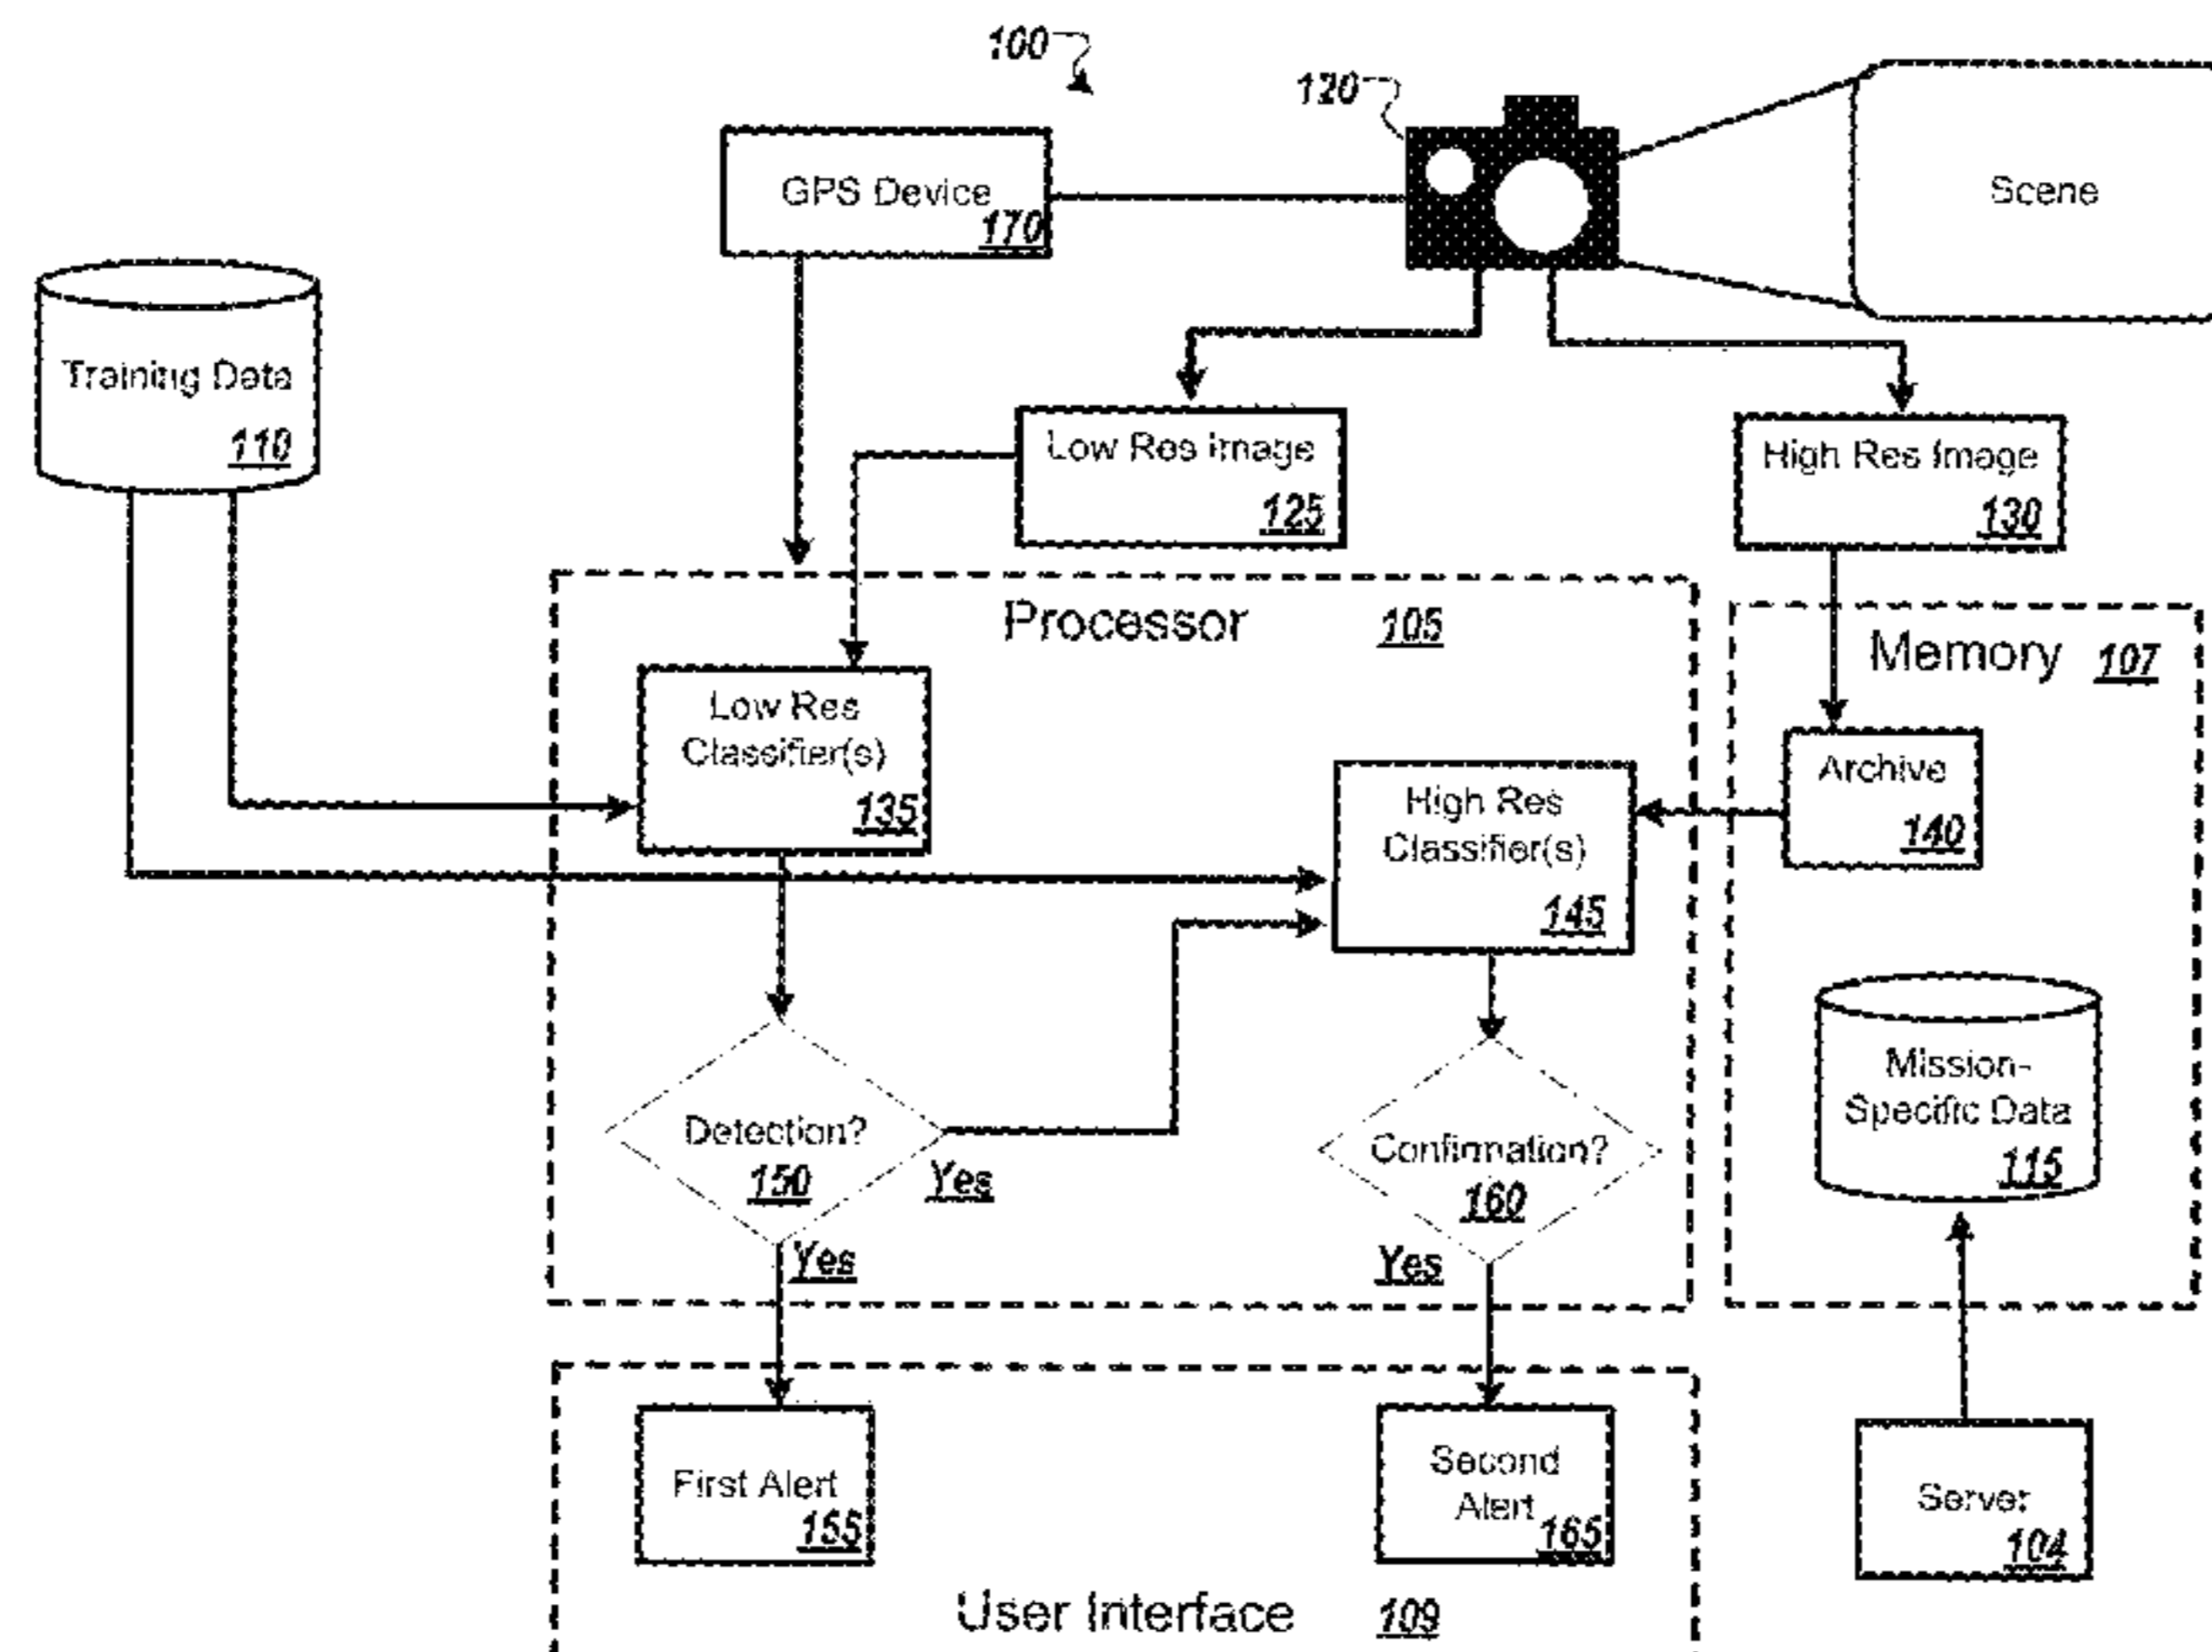 100
120
GPS Device
170
Scene
Training Data
110
Low Res Image
125
High Res Image
130
Processor
105
Memory 107
Low Res
Classifier(s)
135
High Res
Classifier(s)
145
Archive
140
Detection?
150
Yes
Yes
Confirmation?
160
Yes
Mission-
Specific Data
115
First Alert
155
Second
Alert
165
Server
104
User Interface
109